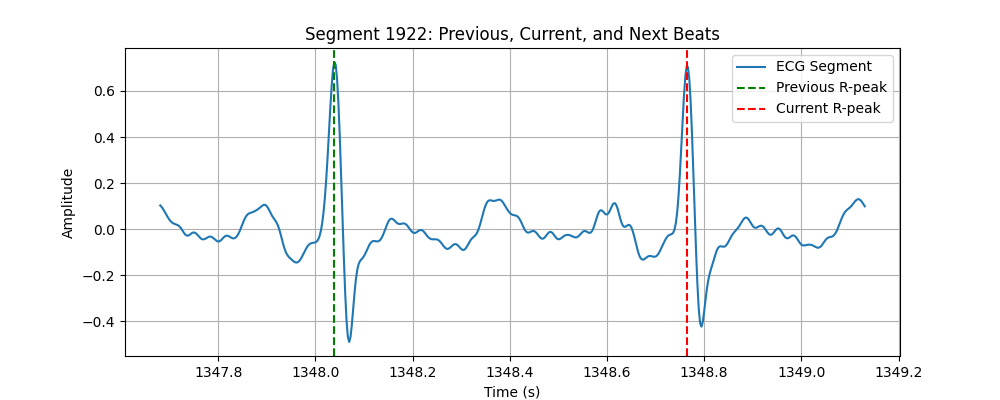 Segment 1922: Previous, Current, and Next Beats
ECG Segment
Previous R-peak
Current R-peak
Amplitude
0.6
0.4
0.2
0.0
−0.2
−0.4
1347.8 1348.0 1348.2 1348.4 1348.6 1348.8 1349.0 1349.2
Time (s)